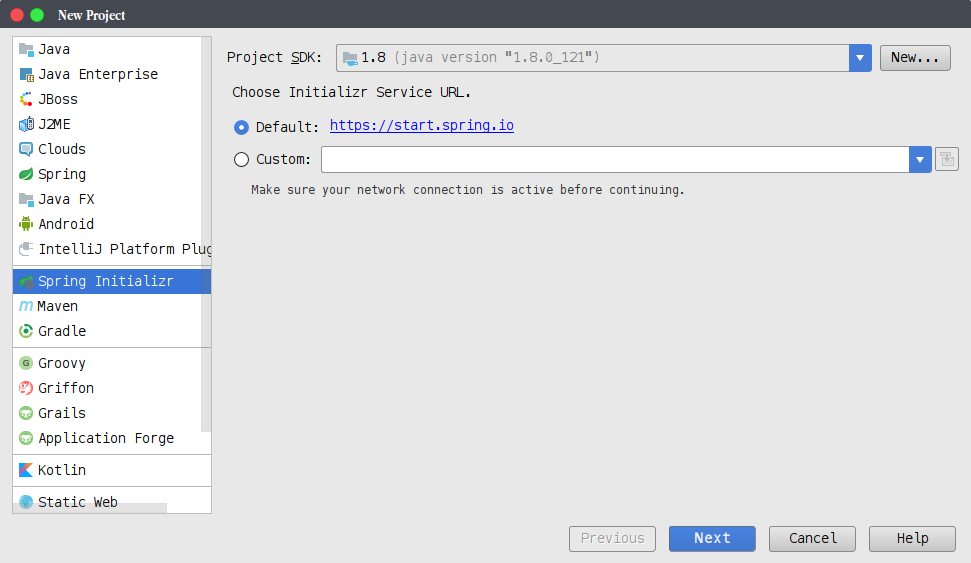 New Project
Java
Java Enterprise
JBoss
J2ME
Clouds
Spring
Java FX
Android
IntelliJ Platform Plug
Spring Initializr
Maven
Gradle
Groovy
Griffon
Grails
Application Forge
Kotlin
Static Web
Project SDK: 1.8 (java version "1.8.0_121") New...
Choose Initializr Service URL.
Default: https://start.spring.io
Custom:
Make sure your network connection is active before continuing.
Previous Next Cancel Help